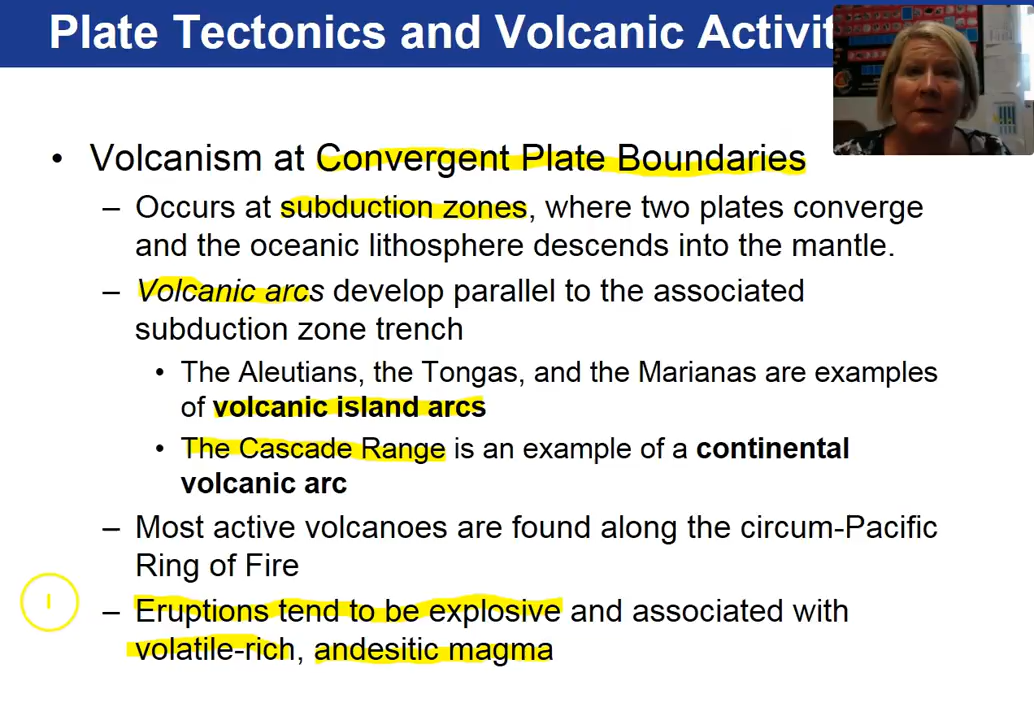 Plate Tectonics and Volcanic Activit
• Volcanism at Convergent Plate Boundaries
– Occurs at subduction zones, where two plates converge
and the oceanic lithosphere descends into the mantle.
– Volcanic arcs develop parallel to the associated
subduction zone trench
• The Aleutians, the Tongas, and the Marianas are examples
of volcanic island arcs
• The Cascade Range is an example of a continental
volcanic arc
– Most active volcanoes are found along the circum-Pacific
Ring of Fire
– Eruptions tend to be explosive and associated with
volatile-rich, andesitic magma